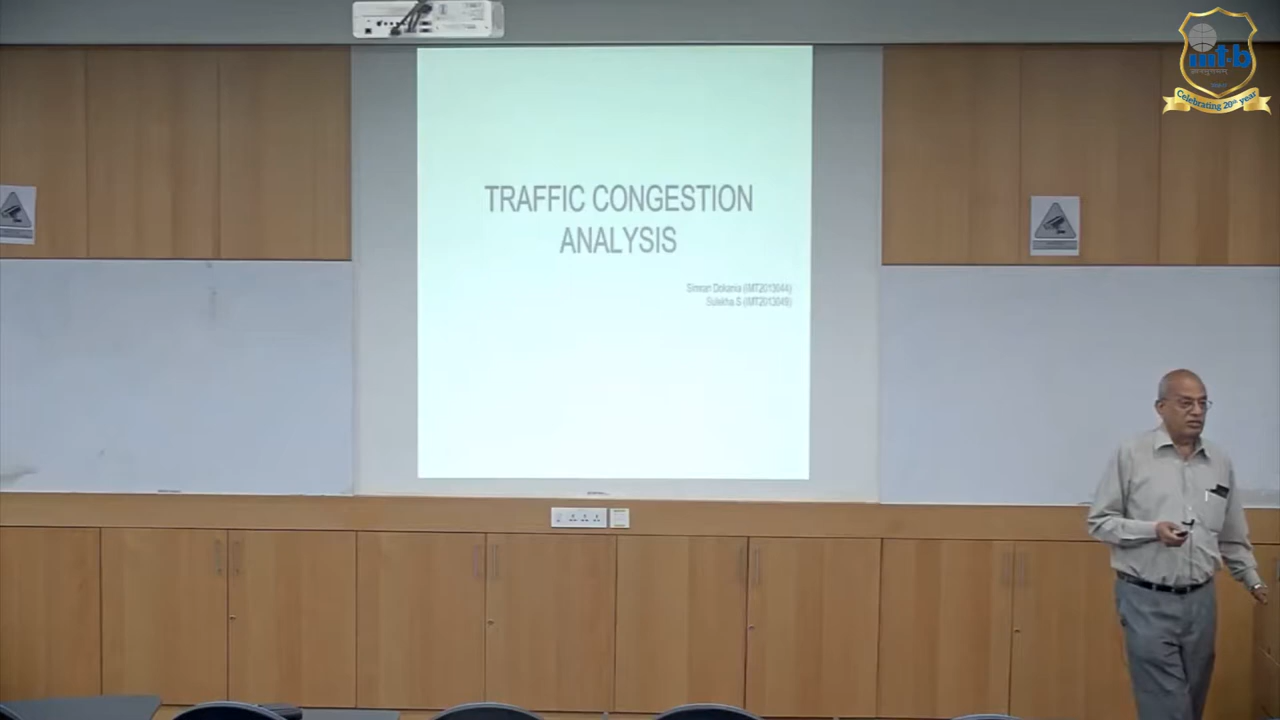 TRAFFIC CONGESTION
ANALYSIS
Simran Dokania (IMT2013044)
Sulekha S (IMT2013049)
iiit-b
Celebrating 20th year